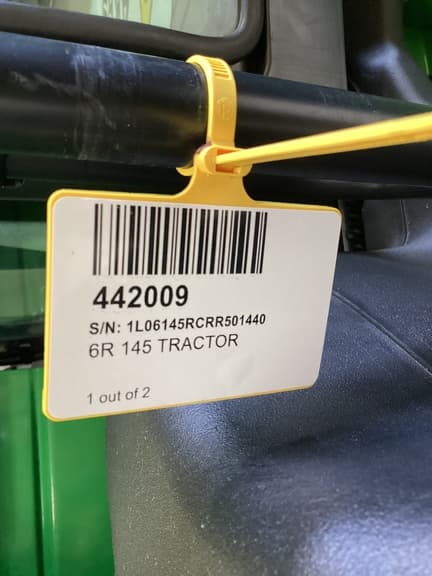 442009
S/N: 1L06145RCRR501440
6R 145 TRACTOR
1 out of 2